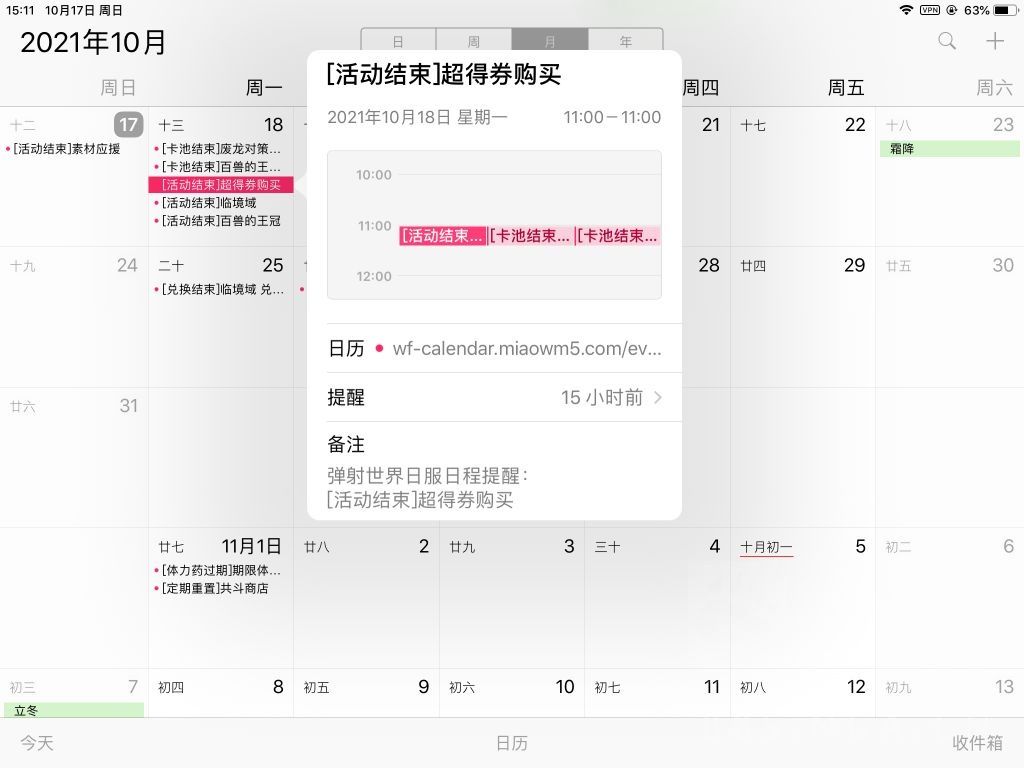 15:11 10月17日 周日
VPN 63%
2021年10月
日 周 月 年
周日 周一 周四 周五 周六
十二 17
[活动结束]素材应援
十三 18
[卡池结束]废龙对策...
[卡池结束]百兽的王...
[活动结束]超得券购买
[活动结束]临境域
[活动结束]百兽的王冠
21
十七 22
十八 23
霜降
[活动结束]超得券购买
2021年10月18日 星期一 11:00－11:00
10:00
11:00
[活动结束... [卡池结束... [卡池结束...
12:00
日历 wf-calendar.miaowm5.com/ev...
提醒 15 小时前
备注
弹射世界日服日程提醒：
[活动结束]超得券购买
十九 24
二十 25
[兑换结束]临境域 兑...
28
廿四 29
廿五 30
廿六 31
廿七 11月1日
[体力药过期]期限体...
[定期重置]共斗商店
廿八 2
廿九 3
三十 4
十月初一 5
初二 6
初三 7
立冬
初四 8
初五 9
初六 10
初七 11
初八 12
初九 13
今天 日历 收件箱